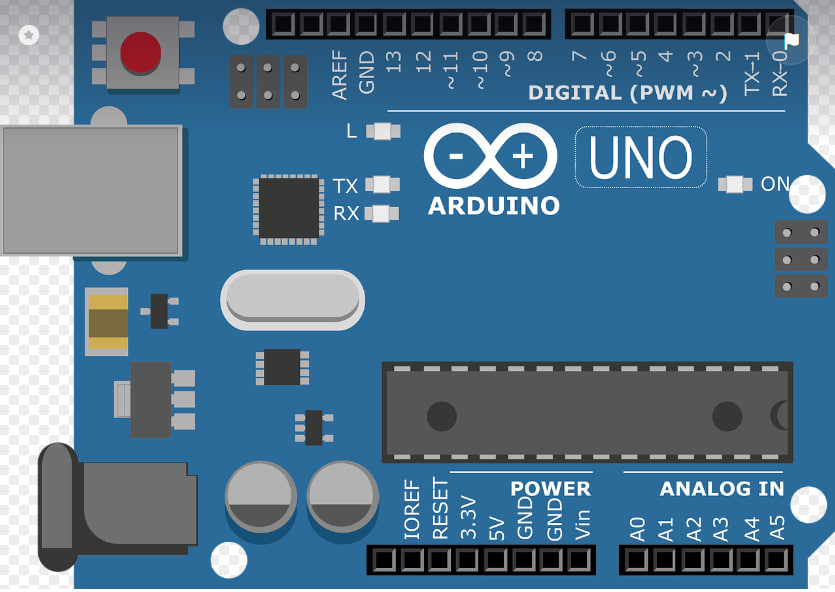 AREF
GND
13
12
~11
~10
~9
8
7
~6
~5
4
~3
2
TX–1
RX–0
DIGITAL (PWM ~)
L
- +
UNO
TX
ON
RX
ARDUINO
POWER
ANALOG IN
IOREF
RESET
3.3V
5V
GND
GND
Vin
A0
A1
A2
A3
A4
A5